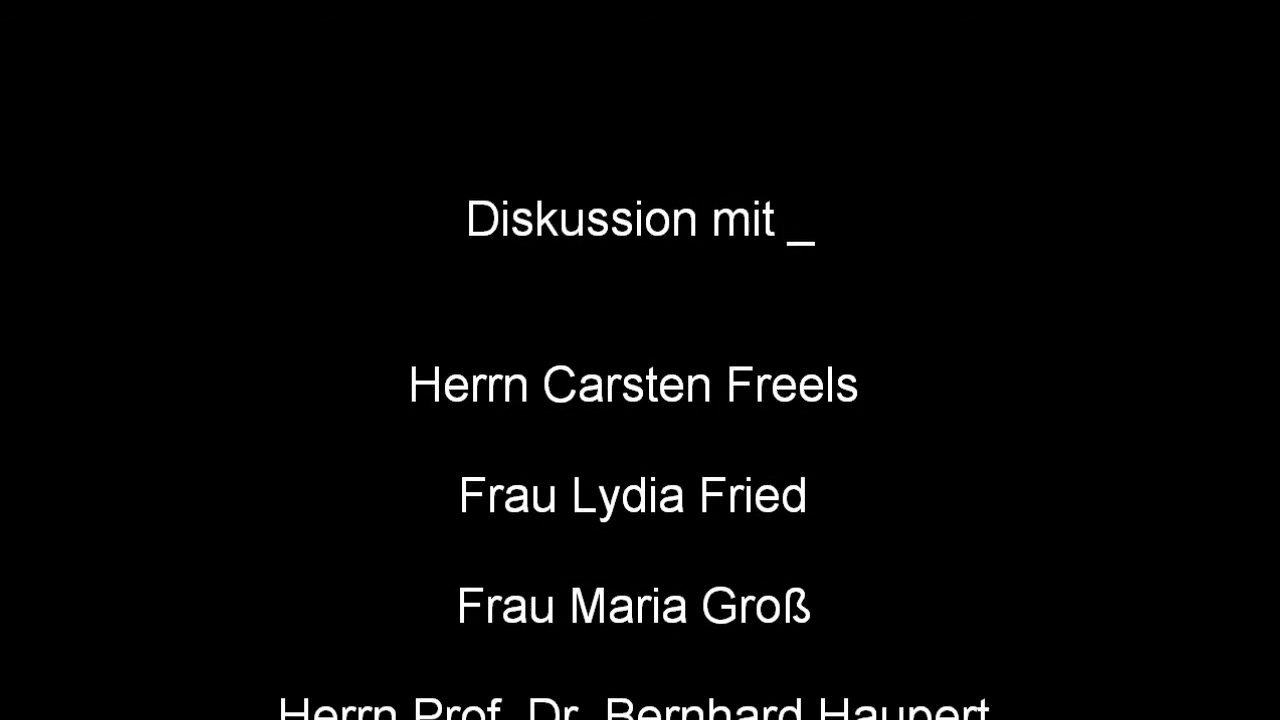 Diskussion mit _
Herrn Carsten Freels
Frau Lydia Fried
Frau Maria Groß
Herrn Prof. Dr. Bernhard Haupert